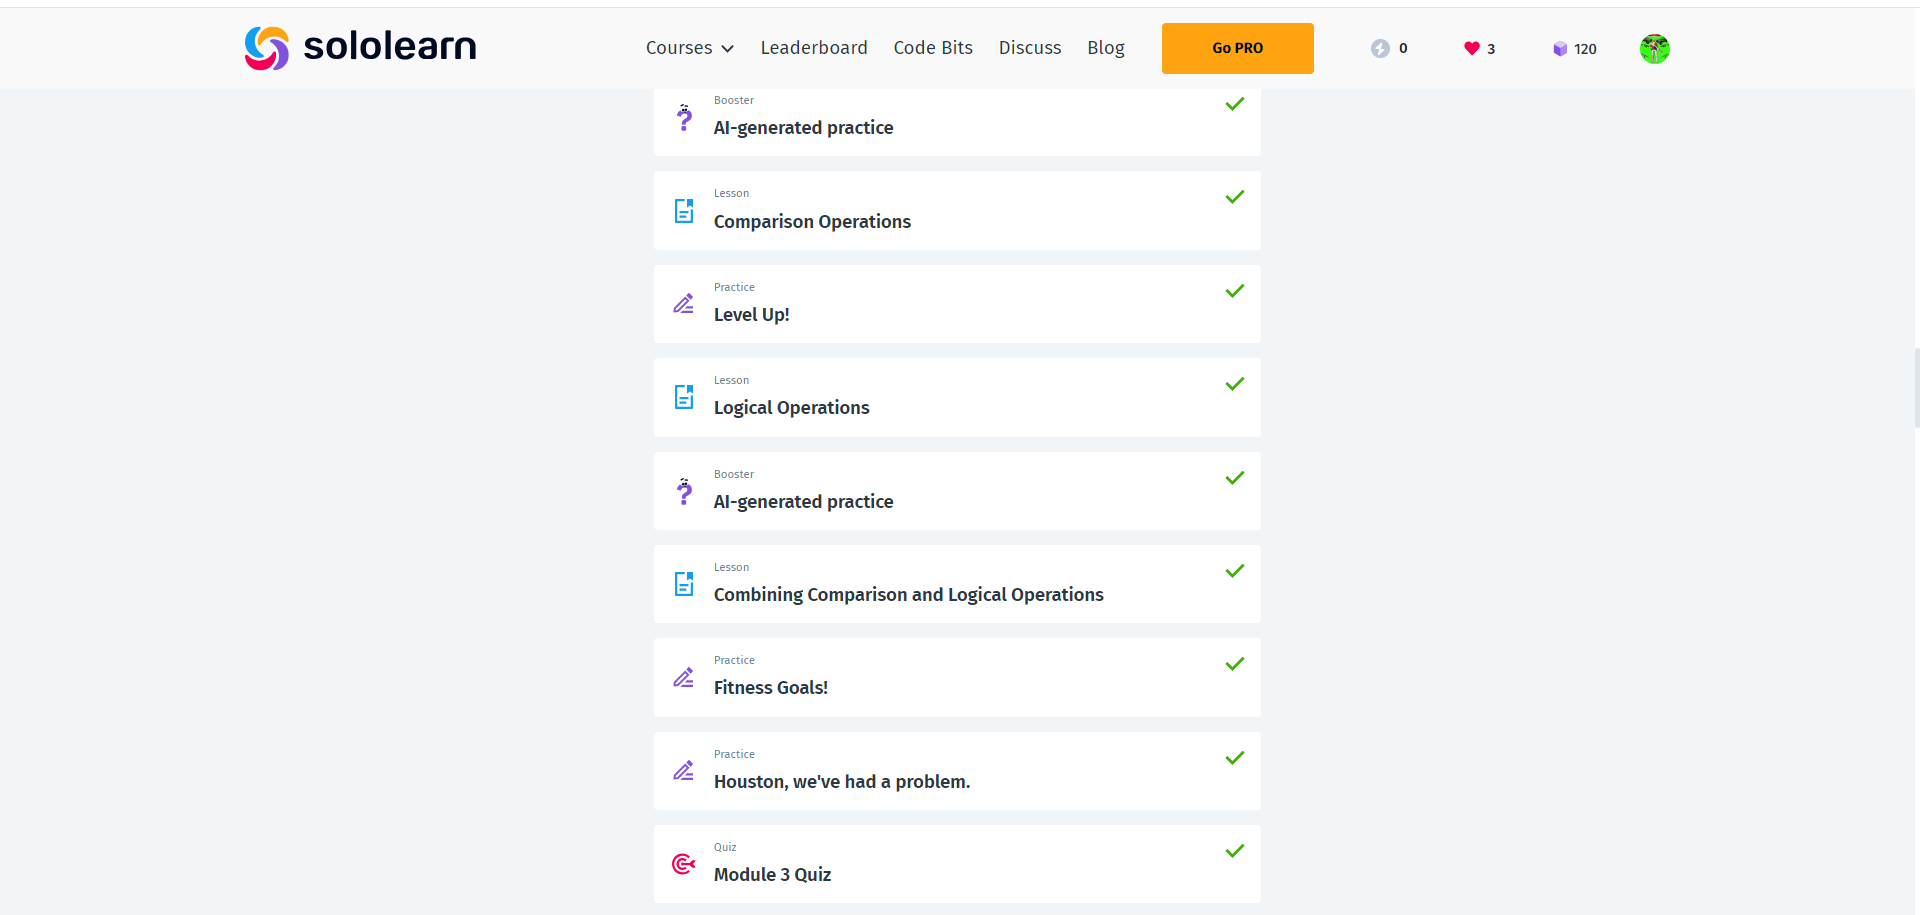 sololearn
Courses Leaderboard Code Bits Discuss Blog Go PRO 0 3 120
Booster
AI-generated practice
Lesson
Comparison Operations
Practice
Level Up!
Lesson
Logical Operations
Booster
AI-generated practice
Lesson
Combining Comparison and Logical Operations
Practice
Fitness Goals!
Practice
Houston, we've had a problem.
Quiz
Module 3 Quiz